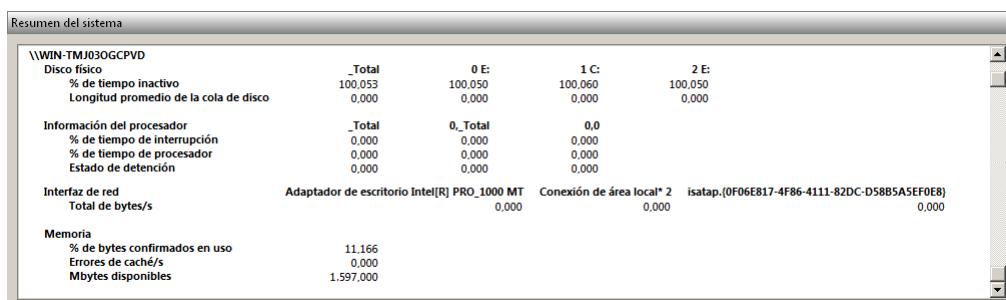 Resumen del sistema
\\WIN-TMJ03OGCPVD
Disco físico _Total 0 E: 1 C: 2 E:
% de tiempo inactivo 100,053 100,050 100,060 100,050
Longitud promedio de la cola de disco 0,000 0,000 0,000 0,000
Información del procesador _Total 0,_Total 0,0
% de tiempo de interrupción 0,000 0,000 0,000
% de tiempo de procesador 0,000 0,000 0,000
Estado de detención 0,000 0,000 0,000
Interfaz de red Adaptador de escritorio Intel[R] PRO_1000 MT Conexión de área local* 2 isatap.{0F06E817-4F86-4111-82DC-D58B5A5EF0E8}
Total de bytes/s 0,000 0,000 0,000
Memoria
% de bytes confirmados en uso 11,166
Errores de caché/s 0,000
Mbytes disponibles 1.597,000